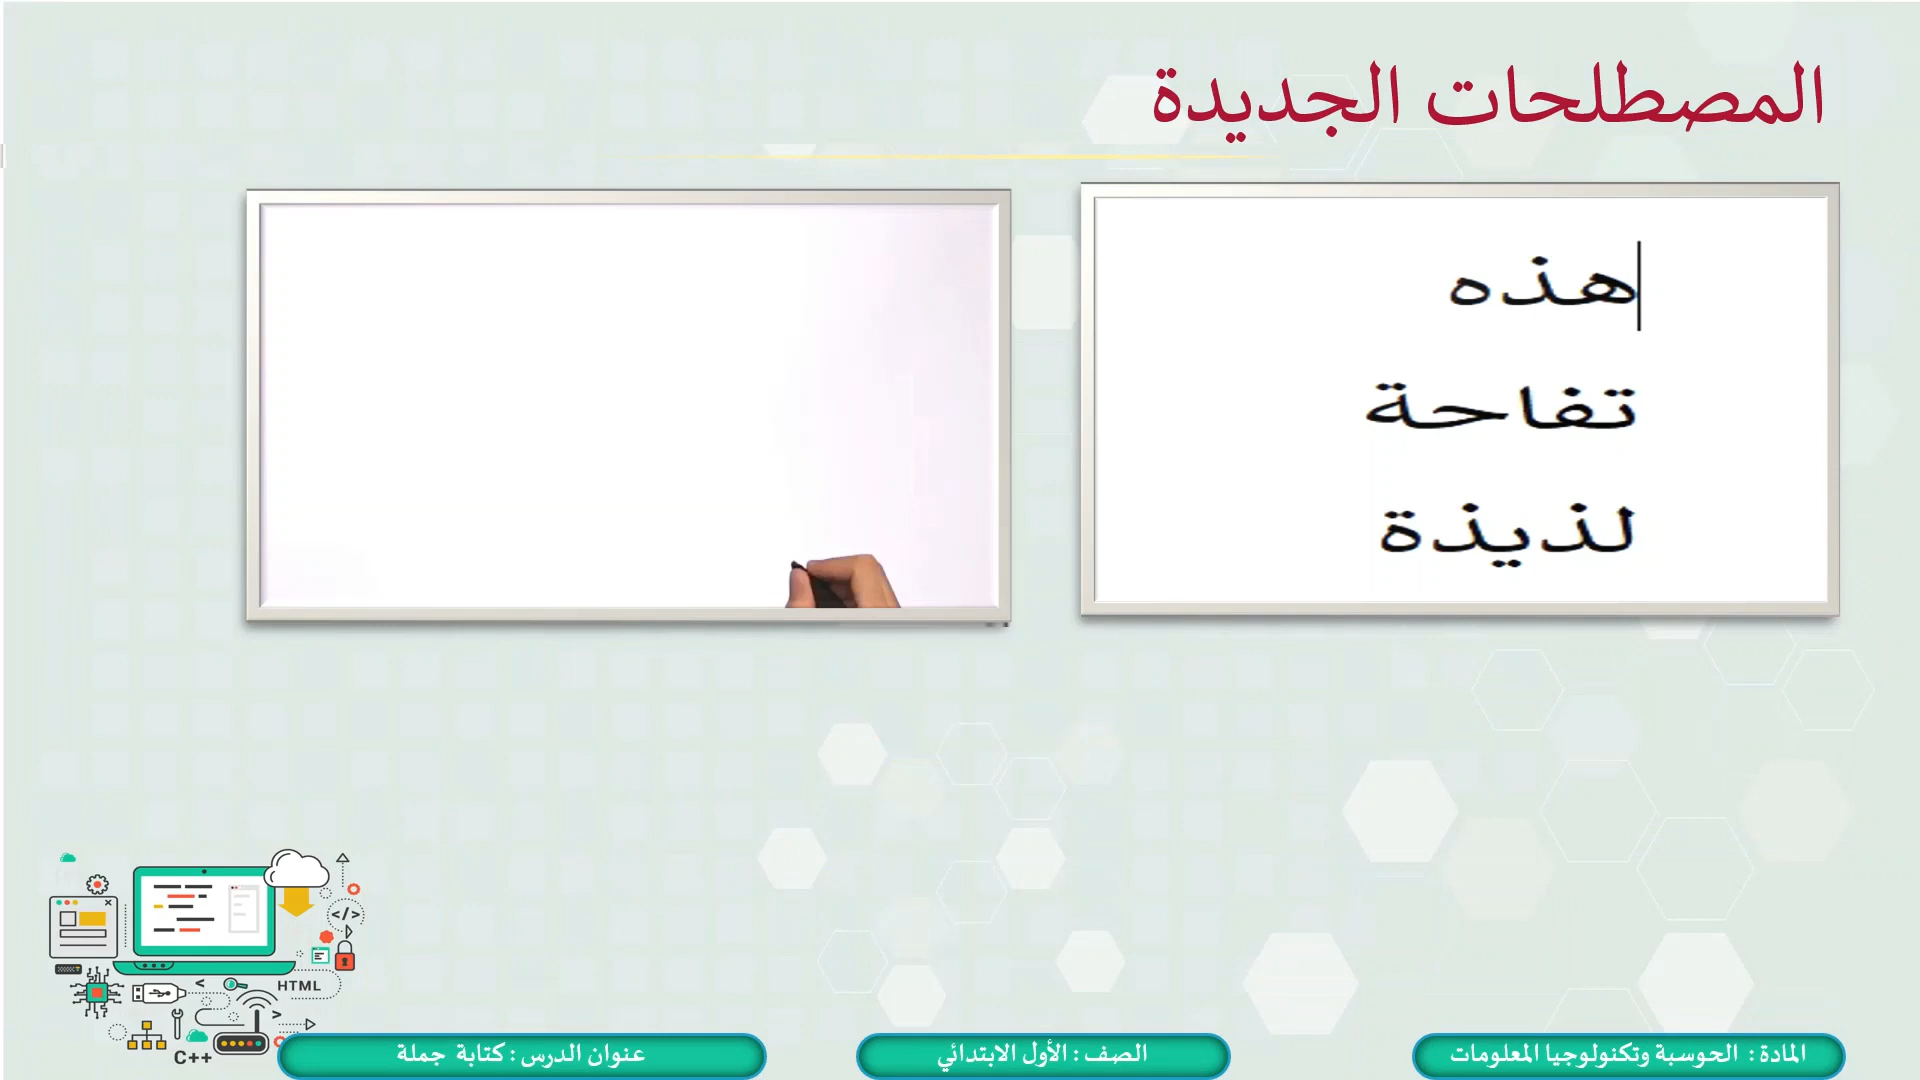 المصطلحات الجديدة
هذه
تفاحة
لذيذة
</>
HTML
C++
المادة : الحوسبة وتكنولوجيا المعلومات
الصف : الأول الابتدائي
عنوان الدرس : كتابة جملة